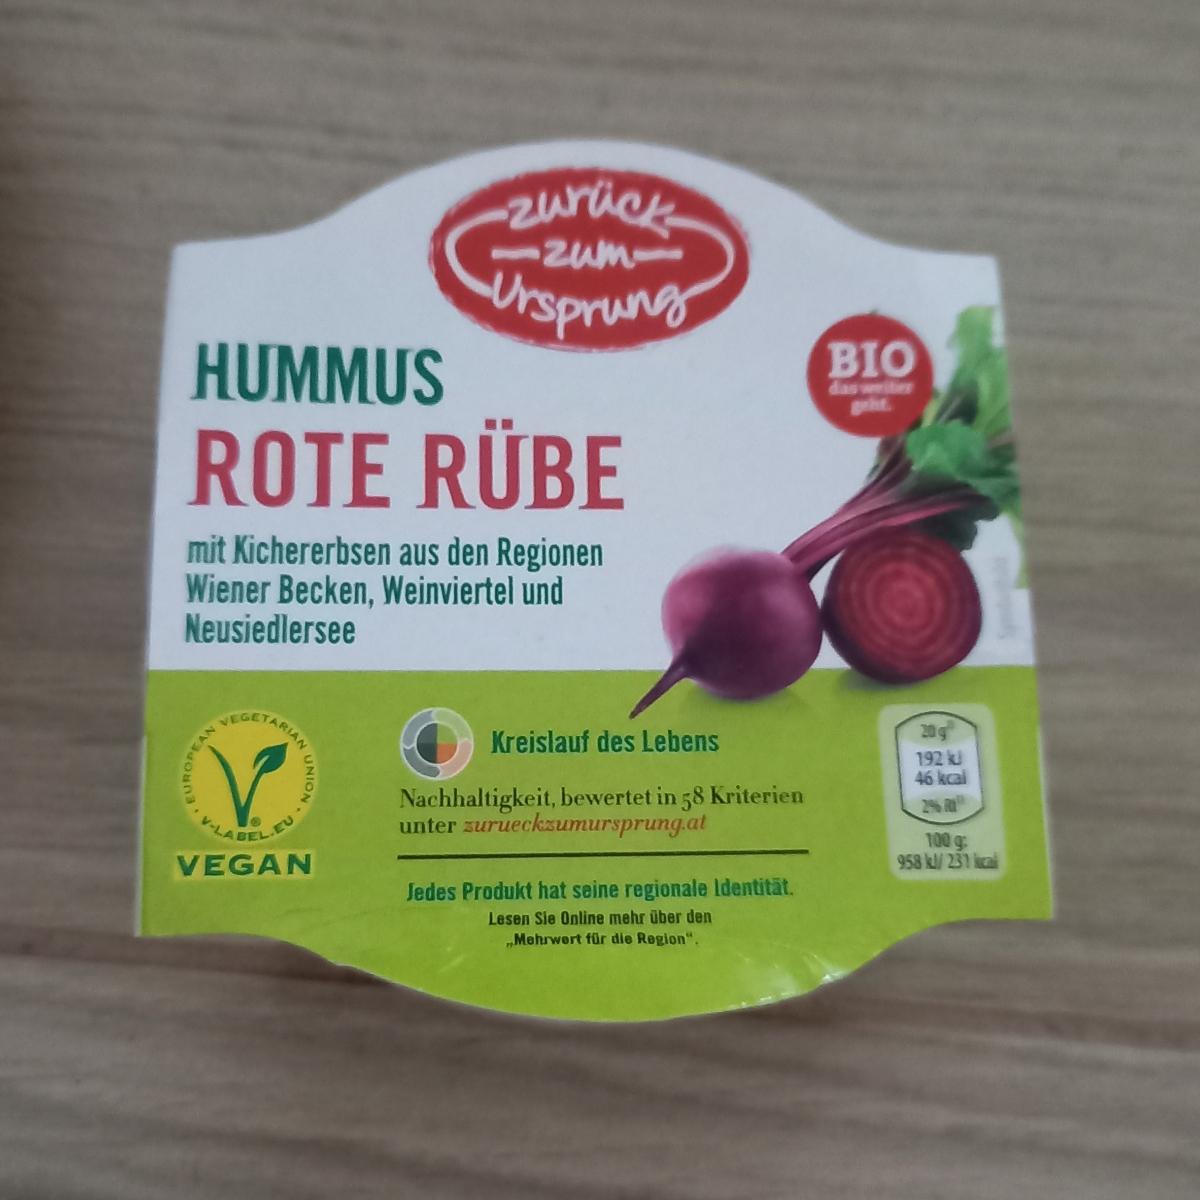 zurück
zum
Ursprung
HUMMUS
ROTE RÜBE
BIO
das weiter
geht.
mit Kichererbsen aus den Regionen
Wiener Becken, Weinviertel und
Neusiedlersee
EUROPEAN VEGETARIAN UNION
V-LABEL.EU
®
VEGAN
Kreislauf des Lebens
Nachhaltigkeit, bewertet in 58 Kriterien
unter zurueckzumursprung.at
Jedes Produkt hat seine regionale Identität.
Lesen Sie Online mehr über den
„Mehrwert für die Region“.
20 g
192 kJ
46 kcal
2%
100 g:
958 kJ/ 231 kcal